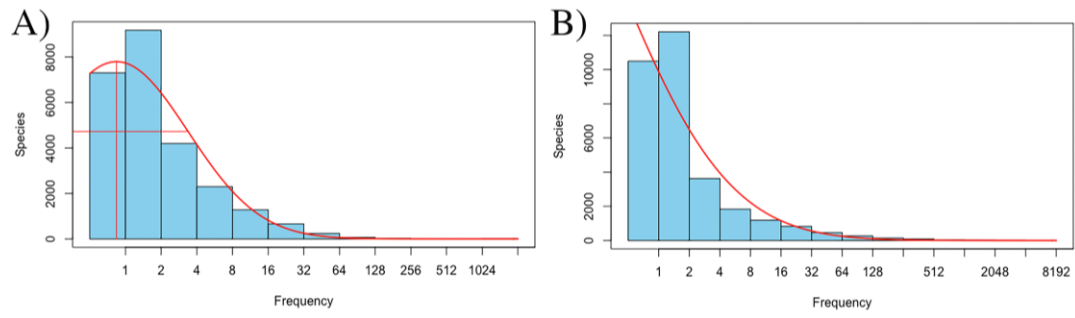 A)
Species
8000
6000
4000
2000
0
1 2 4 8 16 32 64 128 256 512 1024
Frequency
B)
Species
10000
6000
2000
0
1 2 4 8 16 32 64 128 512 2048 8192
Frequency